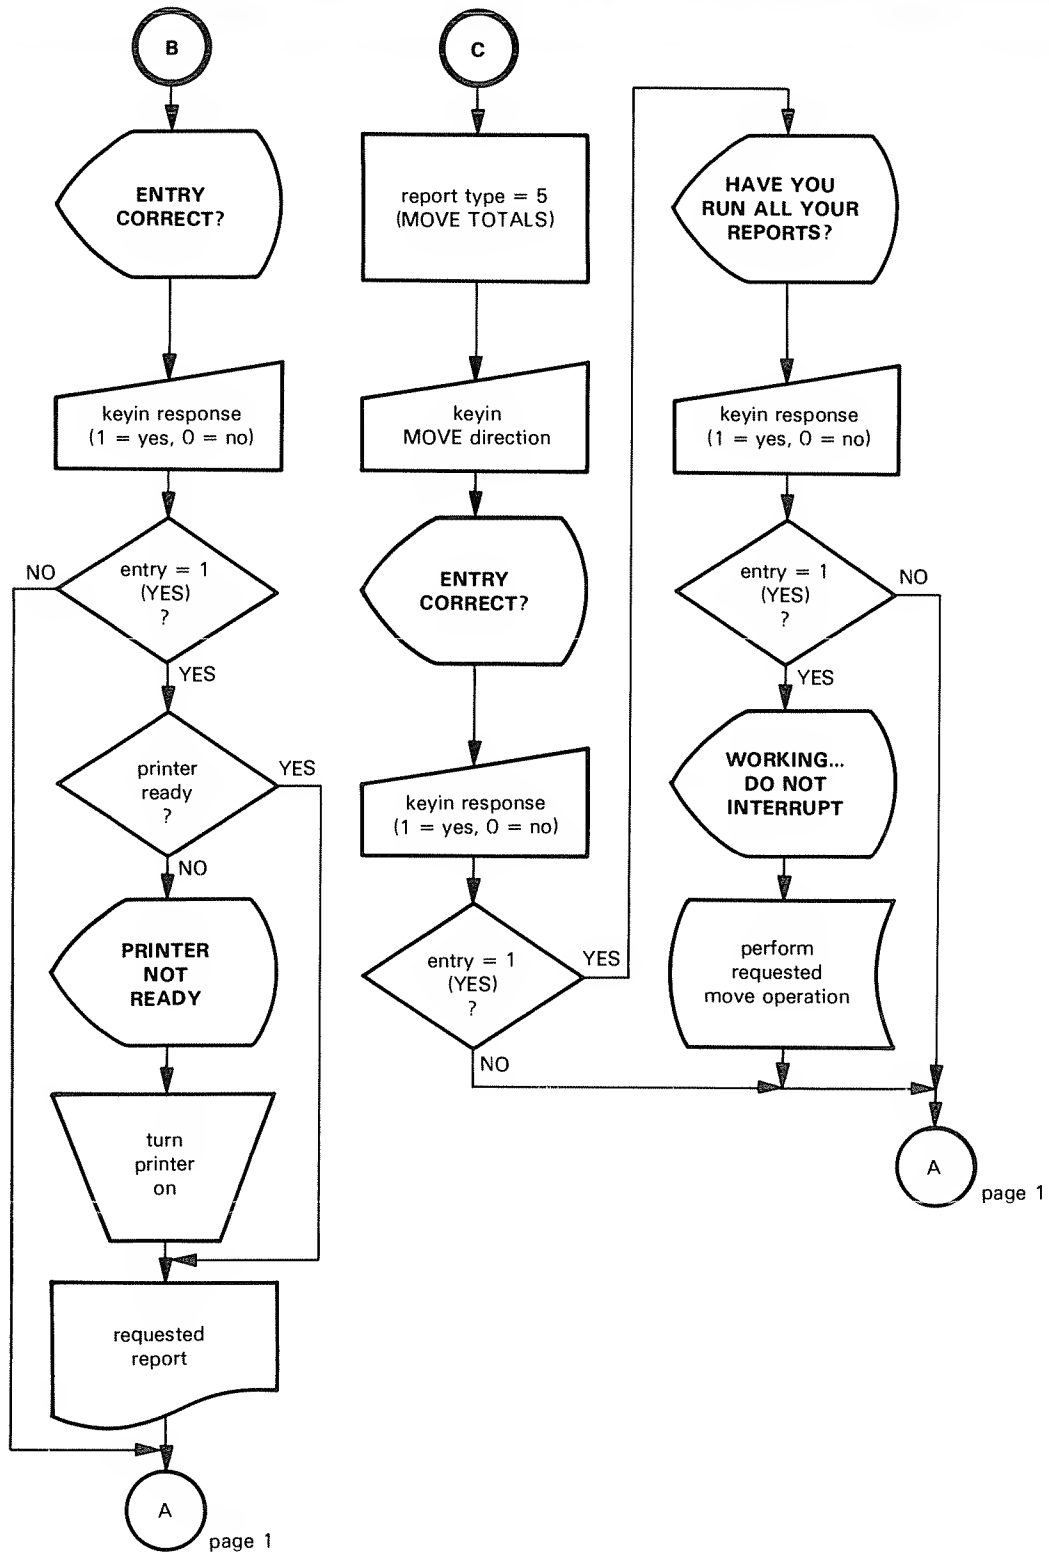 B
ENTRY
CORRECT?
keyin response
(1 = yes, 0 = no)
NO
entry = 1
(YES)
?
YES
printer
ready
?
YES
NO
PRINTER
NOT
READY
turn
printer
on
requested
report
A
page 1
C
report type = 5
(MOVE TOTALS)
keyin
MOVE direction
ENTRY
CORRECT?
keyin response
(1 = yes, 0 = no)
entry = 1
(YES)
?
YES
NO
HAVE YOU
RUN ALL YOUR
REPORTS?
keyin response
(1 = yes, 0 = no)
entry = 1
(YES)
?
NO
YES
WORKING...
DO NOT
INTERRUPT
perform
requested
move operation
A
page 1